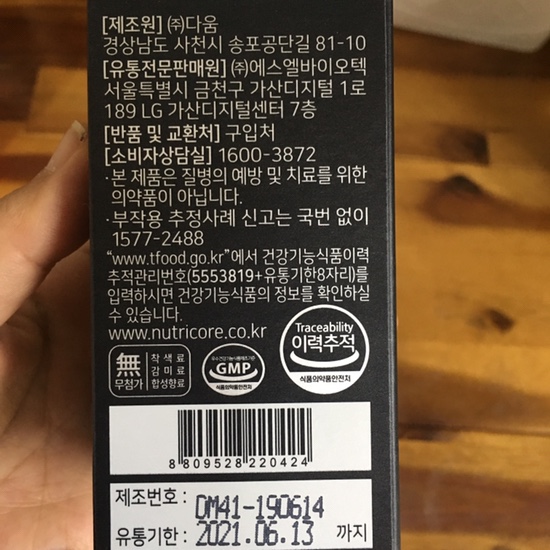 [제조원] ㈜다움
경상남도 사천시 송포공단길 81-10
[유통전문판매원] ㈜에스엘바이오텍
서울특별시 금천구 가산디지털 1로
189 LG 가산디지털센터 7층
[반품 및 교환처] 구입처
[소비자상담실] 1600-3872
· 본 제품은 질병의 예방 및 치료를 위한
의약품이 아닙니다.
· 부작용 추정사례 신고는 국번 없이
1577-2488
"www.tfood.go.kr"에서 건강기능식품이력
추적관리번호(5553819+유통기한8자리)를
입력하시면 건강기능식품의 정보를 확인하실
수 있습니다.
www.nutricore.co.kr
無
무첨가
착색료
감미료
합성향료
우수건강기능식품제조기준
GMP
식품의약품안전처
Traceability
이력추적
식품의약품안전처
8 809528 220424
제조번호 : DM41-190614
유통기한 : 2021.06.13 까지